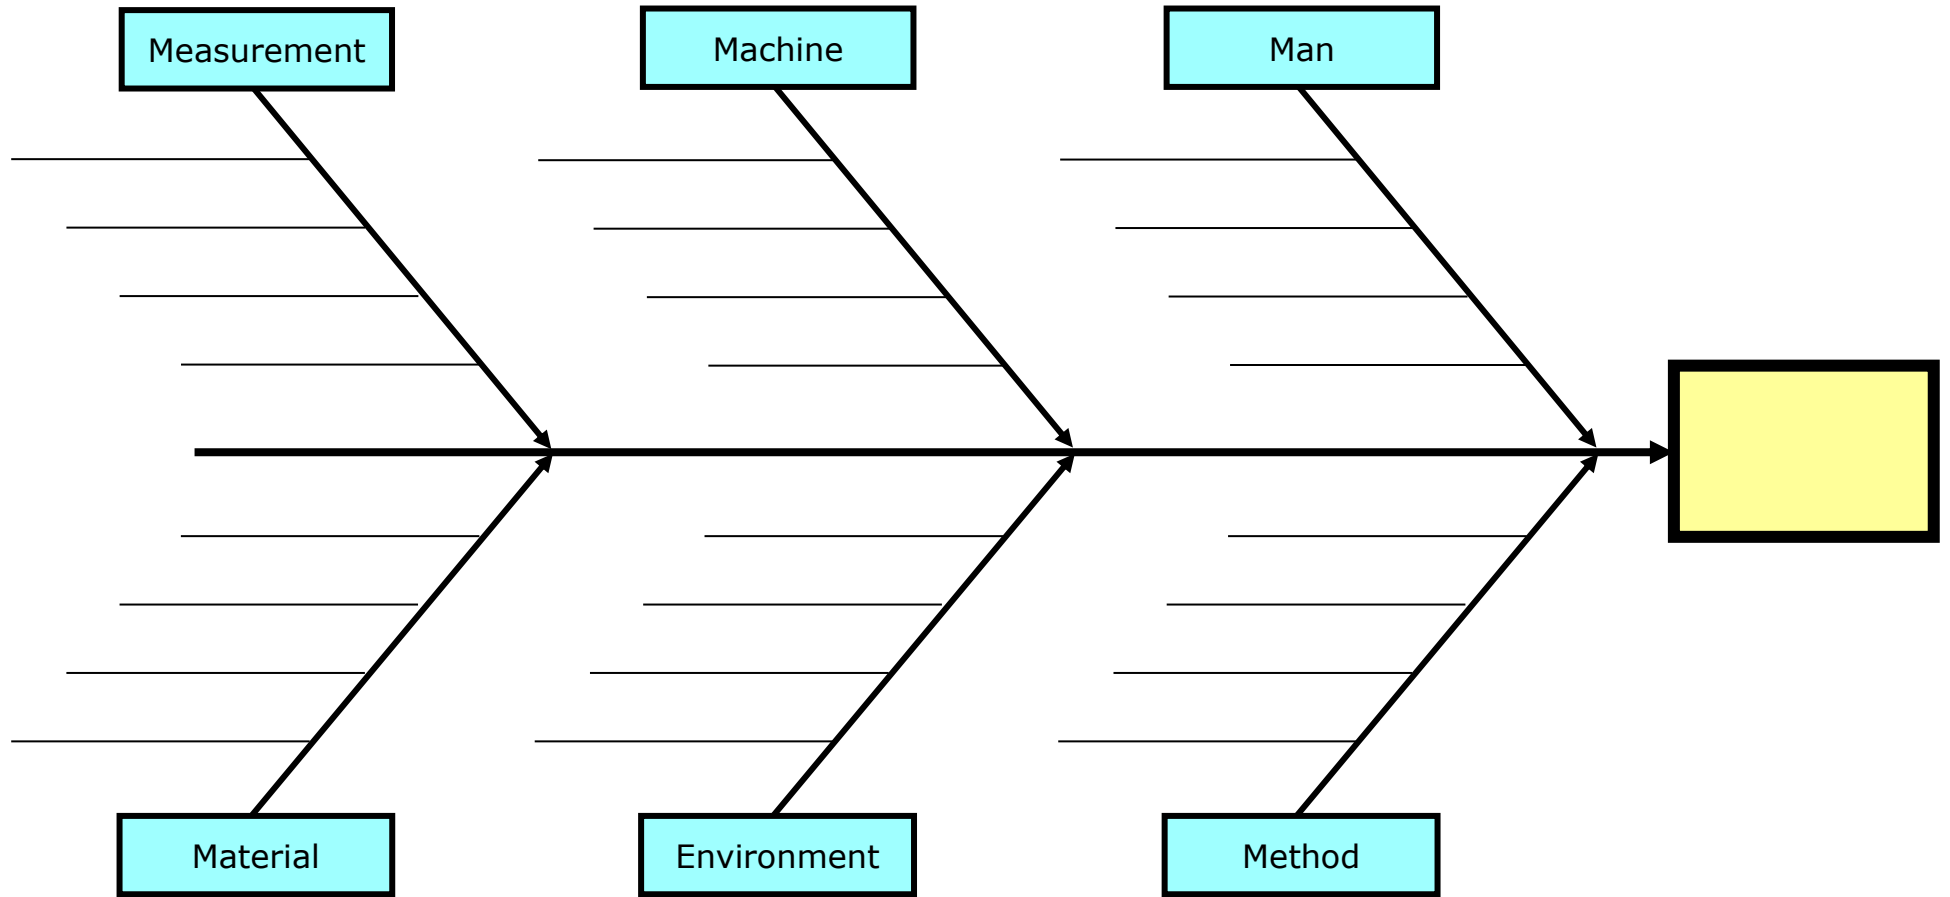 Measurement
Machine
Man
Material
Environment
Method